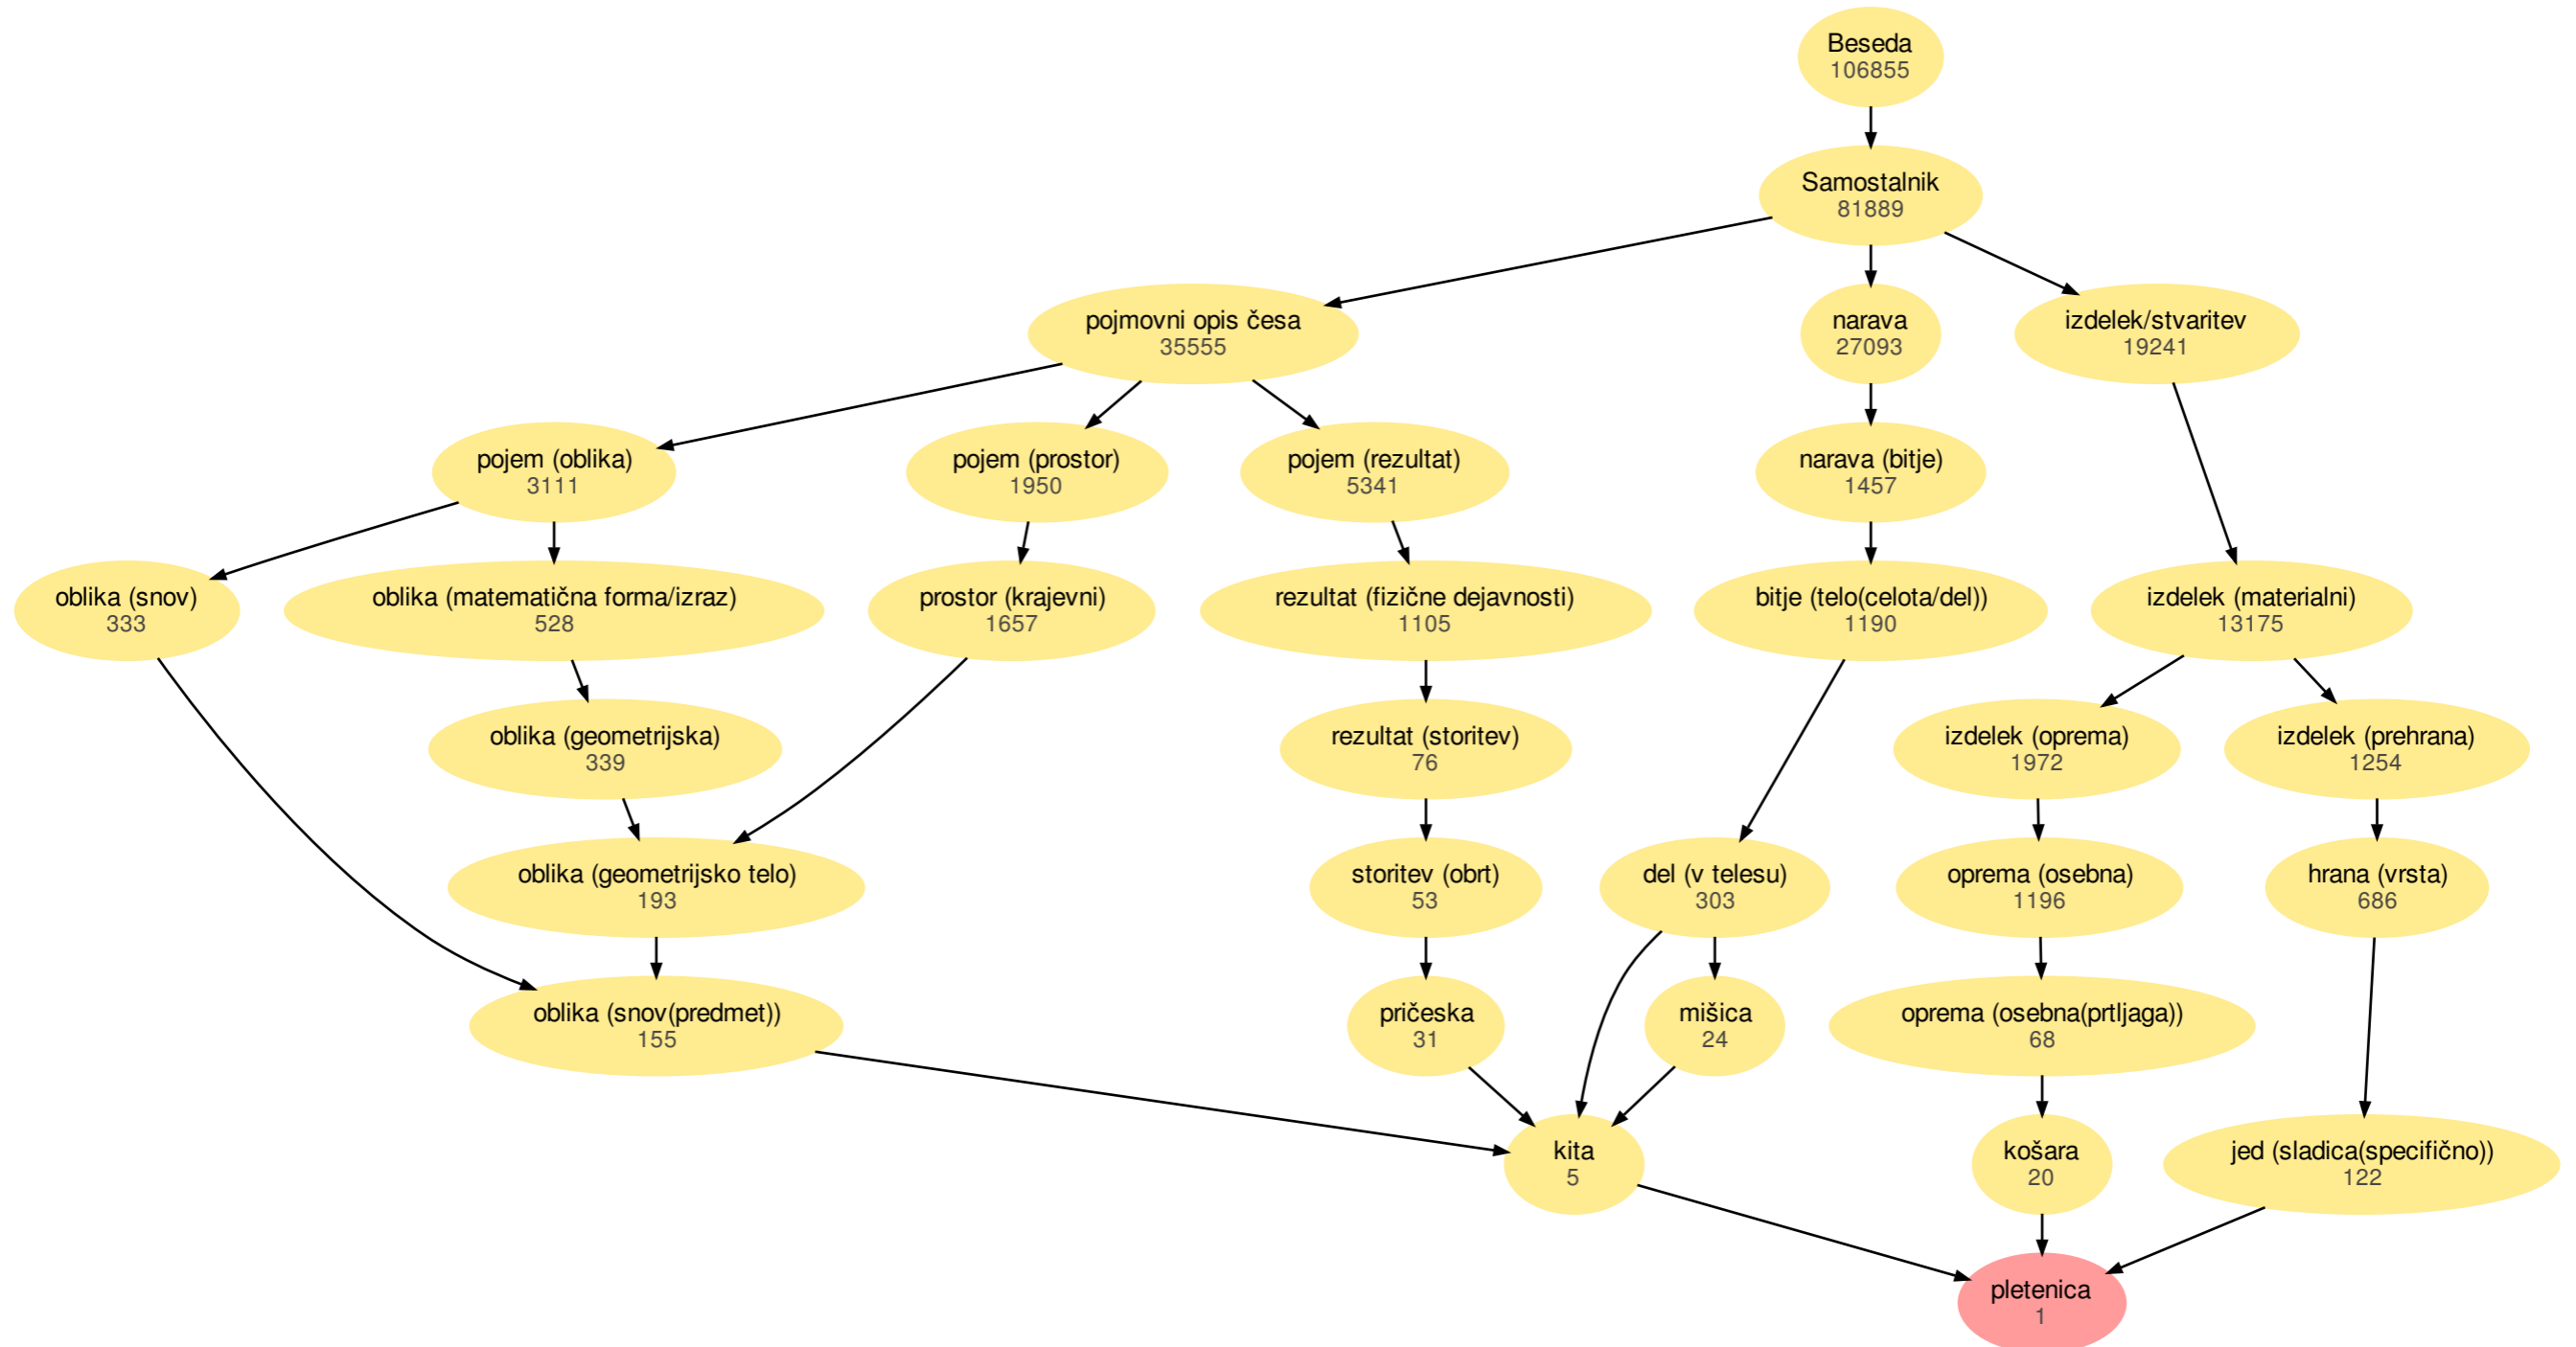 Beseda
106855
Samostalnik
81889
pojmovni opis česa
35555
narava
27093
izdelek/stvaritev
19241
pojem (oblika)
3111
pojem (prostor)
1950
pojem (rezultat)
5341
narava (bitje)
1457
oblika (snov)
333
oblika (matematična forma/izraz)
528
prostor (krajevni)
1657
rezultat (fizične dejavnosti)
1105
bitje (telo(celota/del))
1190
izdelek (materialni)
13175
oblika (geometrijska)
339
rezultat (storitev)
76
izdelek (oprema)
1972
izdelek (prehrana)
1254
oblika (geometrijsko telo)
193
storitev (obrt)
53
del (v telesu)
303
oprema (osebna)
1196
hrana (vrsta)
686
oblika (snov(predmet))
155
pričeska
31
mišica
24
oprema (osebna(prtljaga))
68
kita
5
košara
20
jed (sladica(specifično))
122
pletenica
1